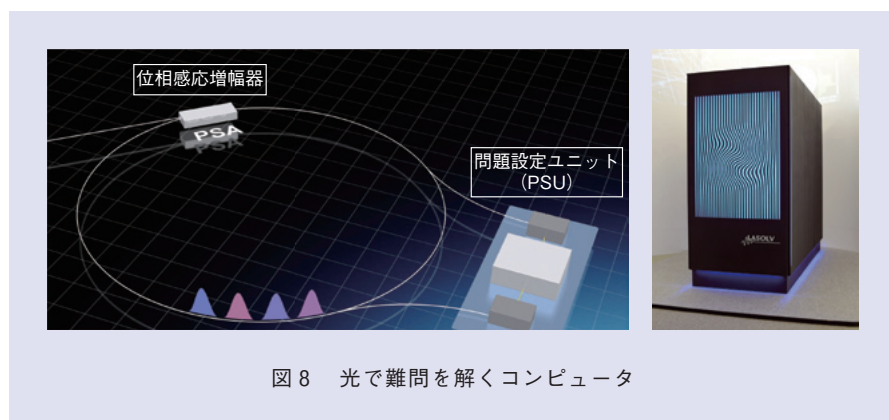 位相感応増幅器
PSA
問題設定ユニット
（PSU）
LASOLV
図8　光で難問を解くコンピュータ